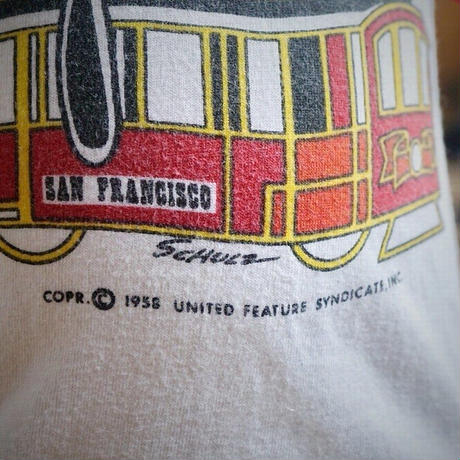 SAN FRANCISCO
SCHULZ
COPR. © 1958 UNITED FEATURE SYNDICATE, INC.